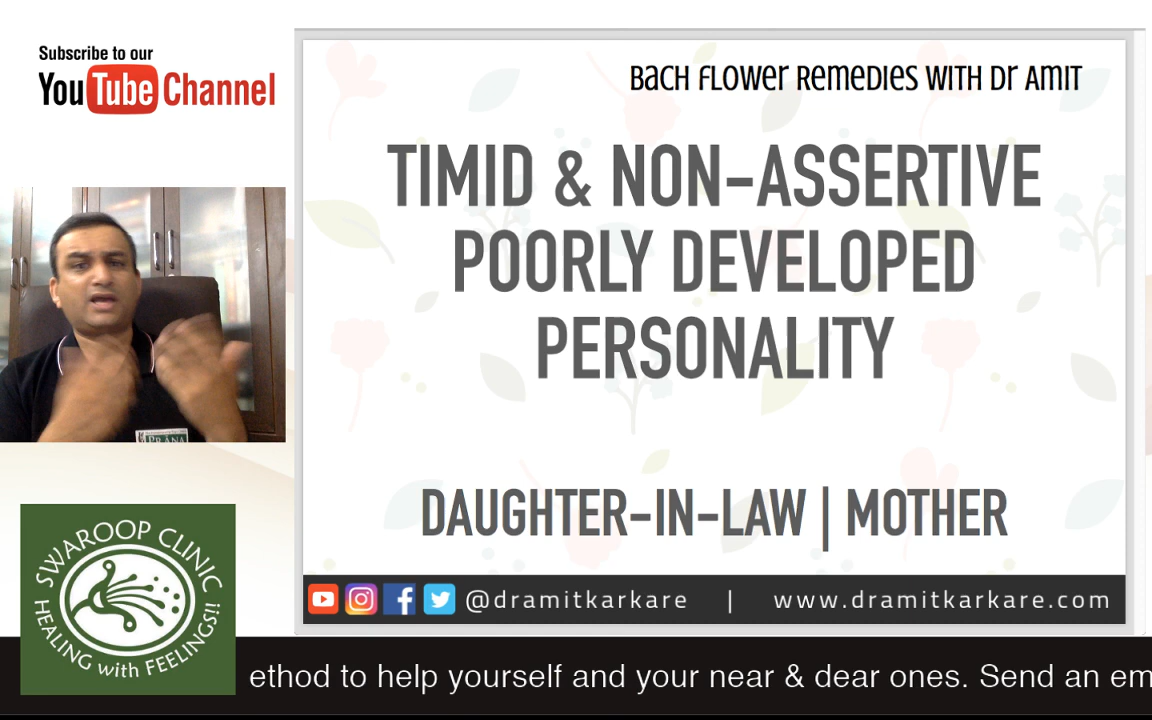 Subscribe to our
YouTube Channel
Bach Flower Remedies with Dr Amit
TIMID & NON-ASSERTIVE
POORLY DEVELOPED
PERSONALITY
DAUGHTER-IN-LAW | MOTHER
PRANA
@dramitkarkare | www.dramitkarkare.com
SWAROOP CLINIC
HEALING with FEELINGS!!
ethod to help yourself and your near & dear ones. Send an em